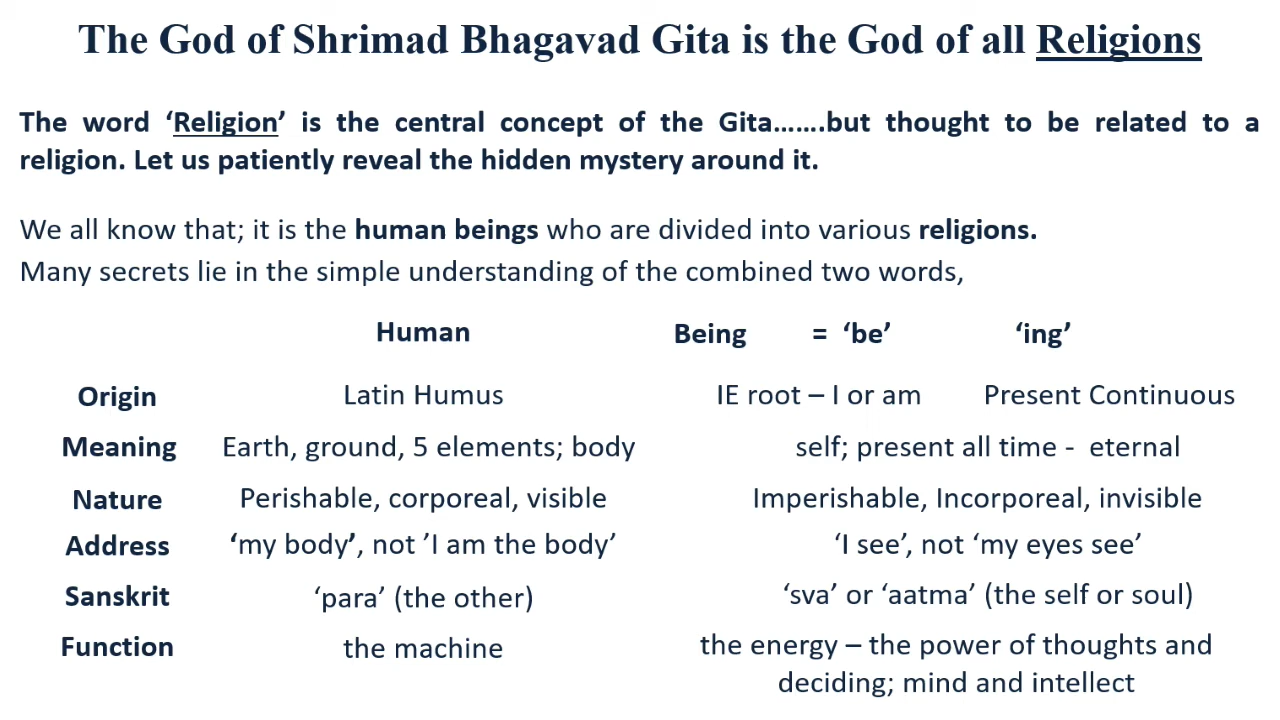 The God of Shrimad Bhagavad Gita is the God of all Religions
The word ‘Religion’ is the central concept of the Gita…….but thought to be related to a
religion. Let us patiently reveal the hidden mystery around it.
We all know that; it is the human beings who are divided into various religions.
Many secrets lie in the simple understanding of the combined two words,
Human Being = ‘be’ ‘ing’
Origin Latin Humus IE root – I or am Present Continuous
Meaning Earth, ground, 5 elements; body self; present all time - eternal
Nature Perishable, corporeal, visible Imperishable, Incorporeal, invisible
Address ‘my body’, not ’I am the body’ ‘I see’, not ‘my eyes see’
Sanskrit ‘para’ (the other) ‘sva’ or ‘aatma’ (the self or soul)
Function the machine the energy – the power of thoughts and
deciding; mind and intellect